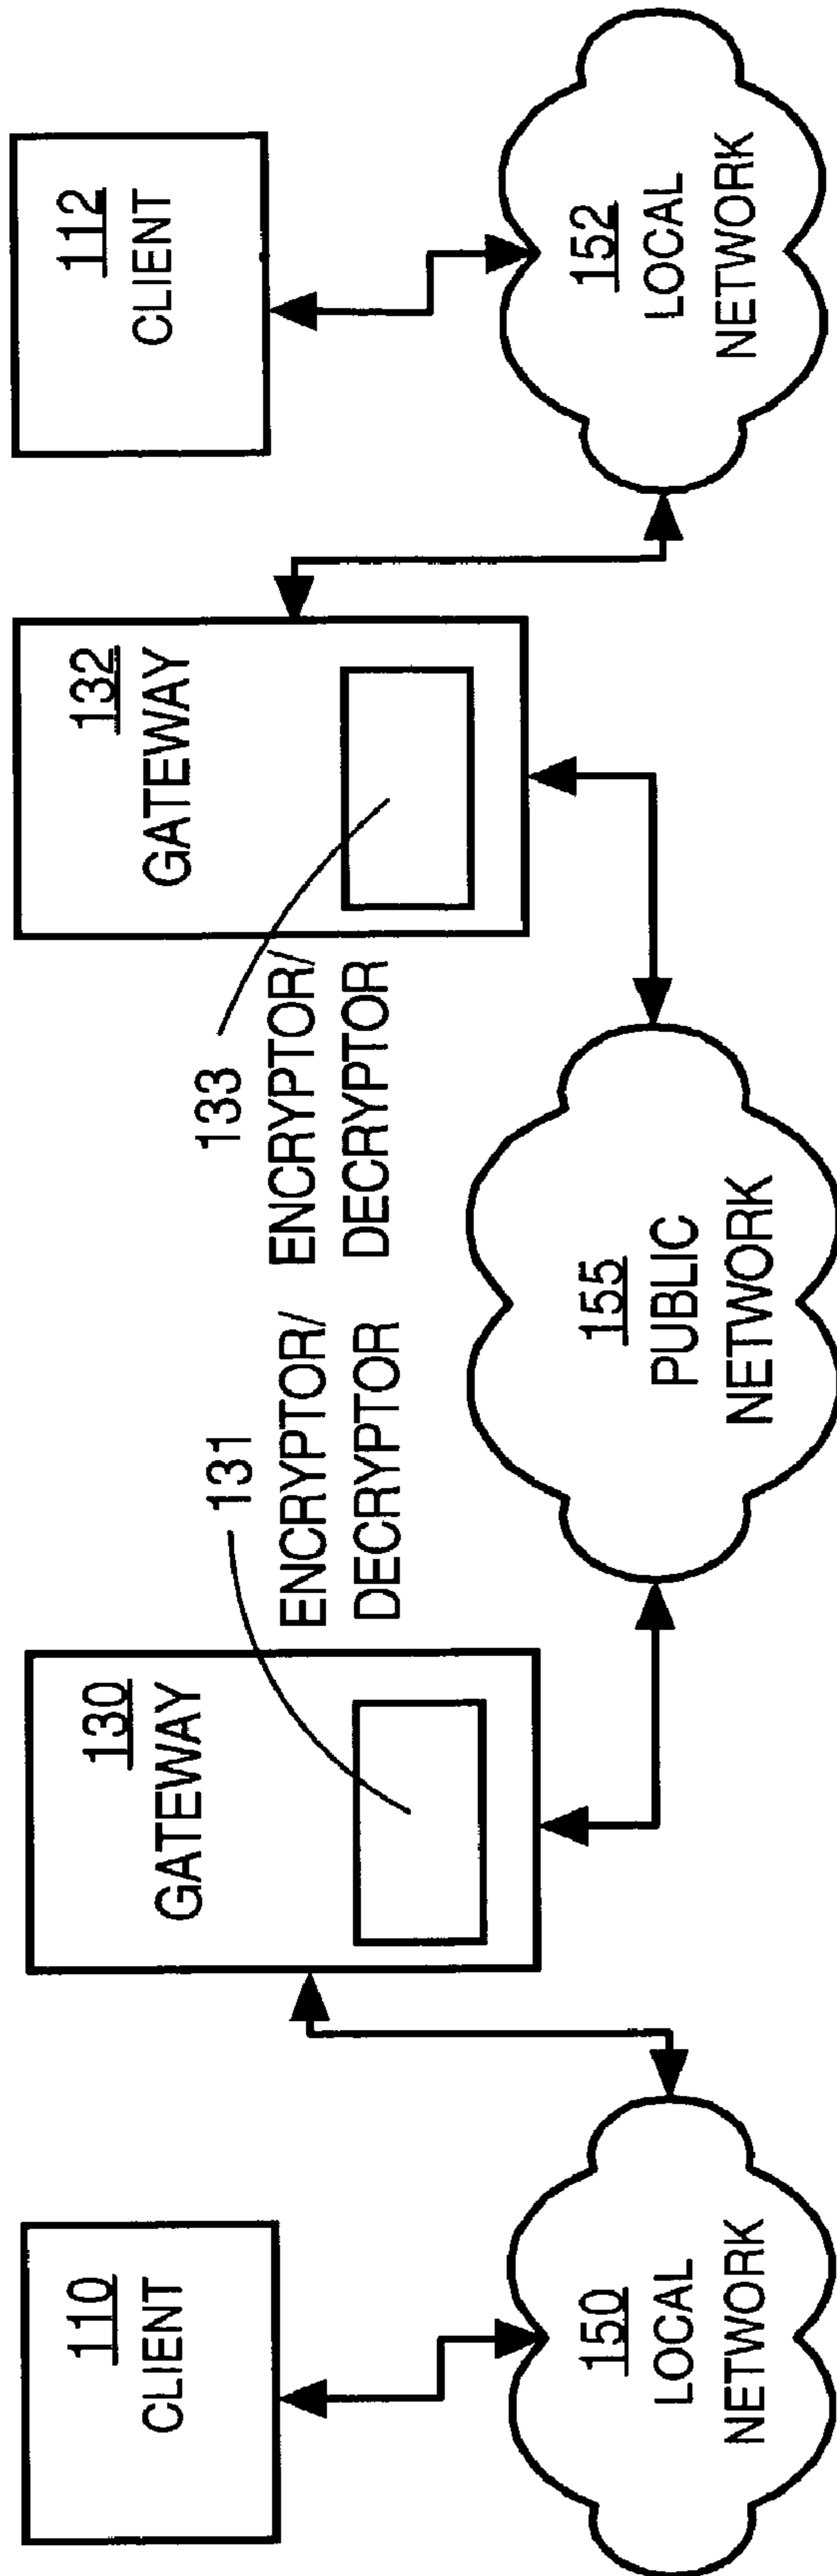 110
CLIENT
150
LOCAL
NETWORK
130
GATEWAY
131
ENCRYPTOR/
DECRYPTOR
155
PUBLIC
NETWORK
133
ENCRYPTOR/
DECRYPTOR
132
GATEWAY
112
CLIENT
152
LOCAL
NETWORK